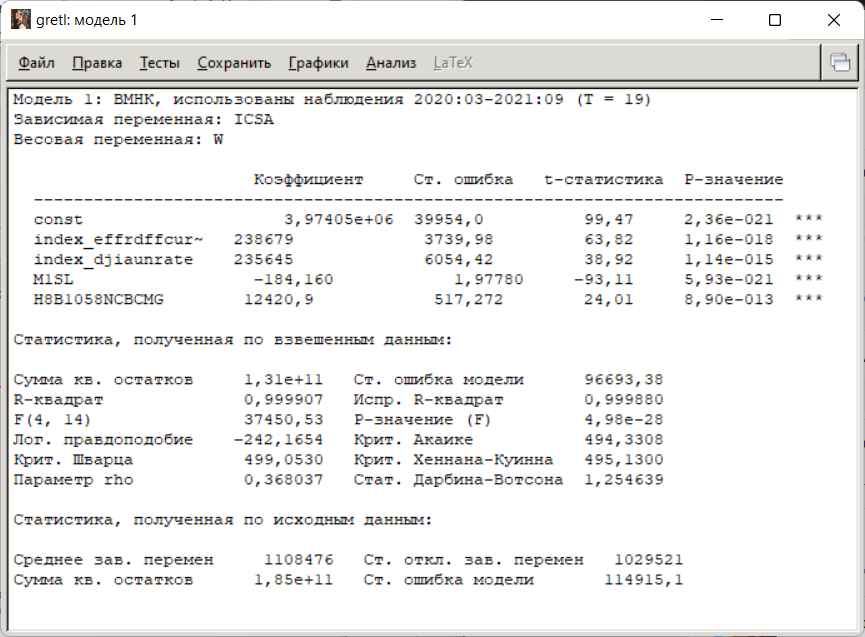 gretl: модель 1
Файл Правка Тесты Сохранить Графики Анализ LaTeX
Модель 1: ВМНК, использованы наблюдения 2020:03-2021:09 (T = 19)
Зависимая переменная: ICSA
Весовая переменная: W
Коэффициент Ст. ошибка t-статистика P-значение
---------------------------------------------------------------------------
const 3,97405e+06 39954,0 99,47 2,36e-021 ***
index_effrdffcur~ 238679 3739,98 63,82 1,16e-018 ***
index_djiaunrate 235645 6054,42 38,92 1,14e-015 ***
M1SL -184,160 1,97780 -93,11 5,93e-021 ***
H8B1058NCBCMG 12420,9 517,272 24,01 8,90e-013 ***
Статистика, полученная по взвешенным данным:
Сумма кв. остатков 1,31e+11 Ст. ошибка модели 96693,38
R-квадрат 0,999907 Испр. R-квадрат 0,999880
F(4, 14) 37450,53 P-значение (F) 4,98e-28
Лог. правдоподобие -242,1654 Крит. Акаике 494,3308
Крит. Шварца 499,0530 Крит. Хеннана-Куинна 495,1300
Параметр rho 0,368037 Стат. Дарбина-Вотсона 1,254639
Статистика, полученная по исходным данным:
Среднее зав. перемен 1108476 Ст. откл. зав. перемен 1029521
Сумма кв. остатков 1,85e+11 Ст. ошибка модели 114915,1